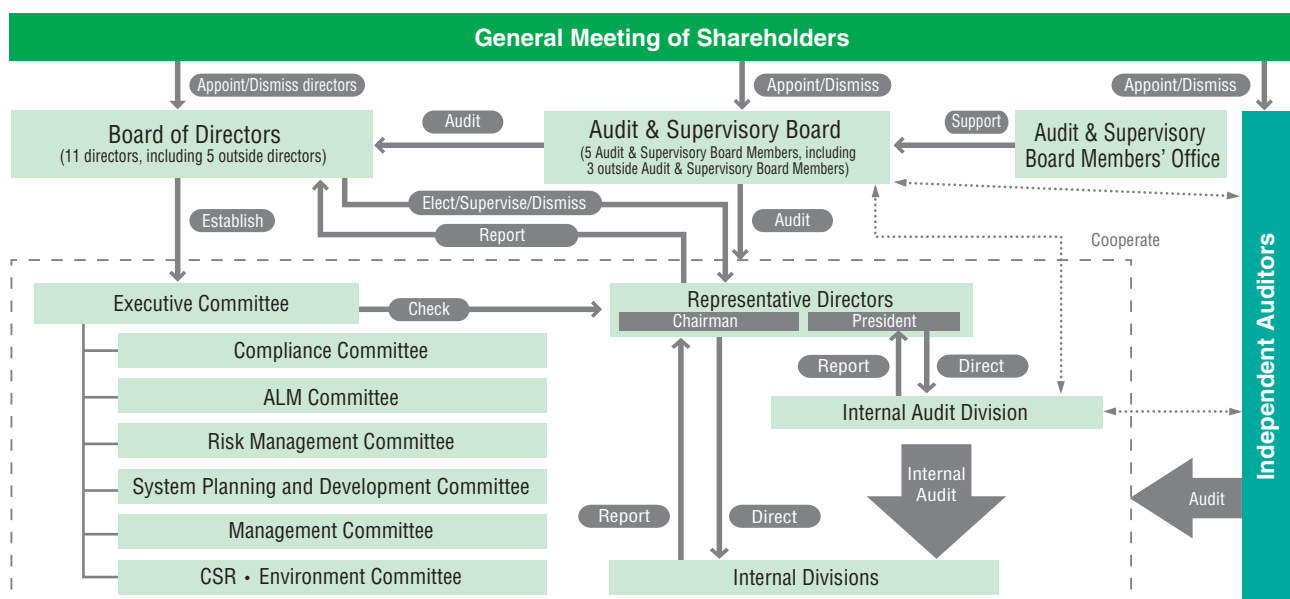 General Meeting of Shareholders
Appoint/Dismiss directors
Appoint/Dismiss
Appoint/Dismiss
Board of Directors
(11 directors, including 5 outside directors)
Audit
Audit & Supervisory Board
(5 Audit & Supervisory Board Members, including
3 outside Audit & Supervisory Board Members)
Support
Audit & Supervisory
Board Members' Office
Establish
Elect/Supervise/Dismiss
Report
Audit
Cooperate
Independent Auditors
Executive Committee
Check
Representative Directors
Chairman
President
Compliance Committee
ALM Committee
Risk Management Committee
System Planning and Development Committee
Management Committee
CSR・Environment Committee
Report
Direct
Internal Audit Division
Internal
Audit
Audit
Report
Direct
Internal Divisions